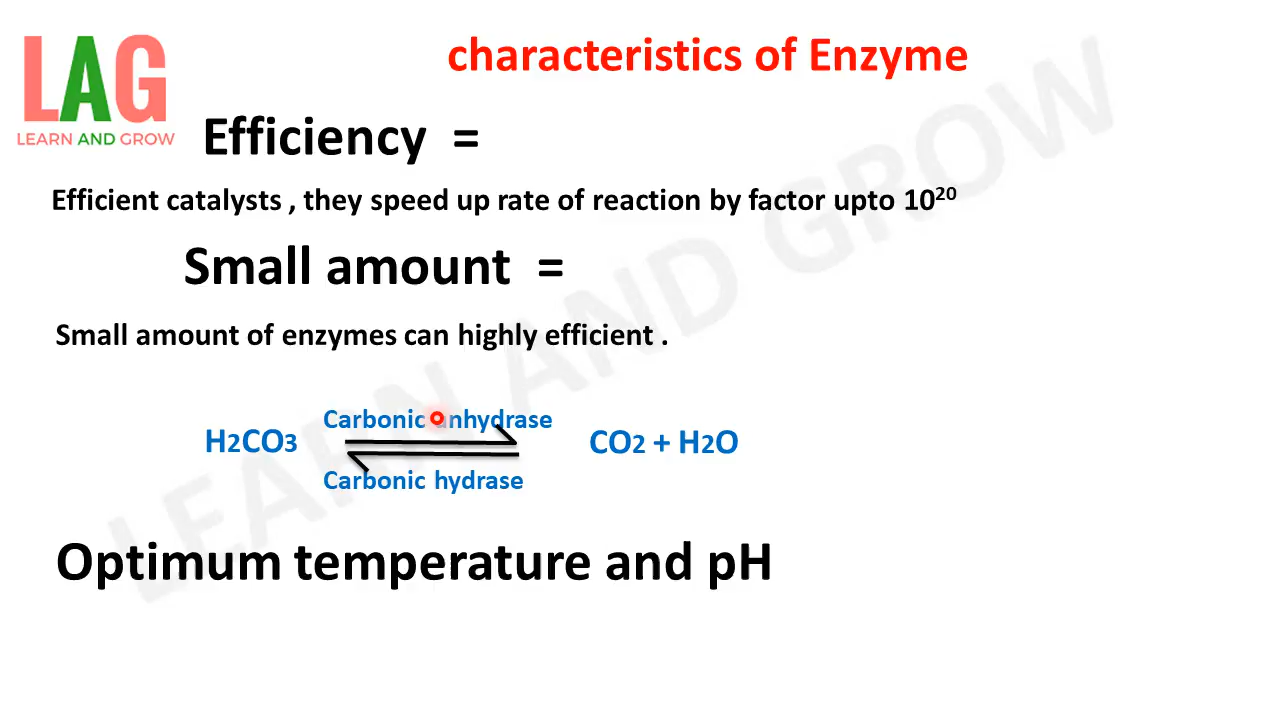 LAG
LEARN AND GROW
characteristics of Enzyme
Efficiency =
Efficient catalysts , they speed up rate of reaction by factor upto 10²⁰
Small amount =
Small amount of enzymes can highly efficient .
Carbonic anhydrase
H2CO3 CO2 + H2O
Carbonic hydrase
Optimum temperature and pH
LEARN AND GROW